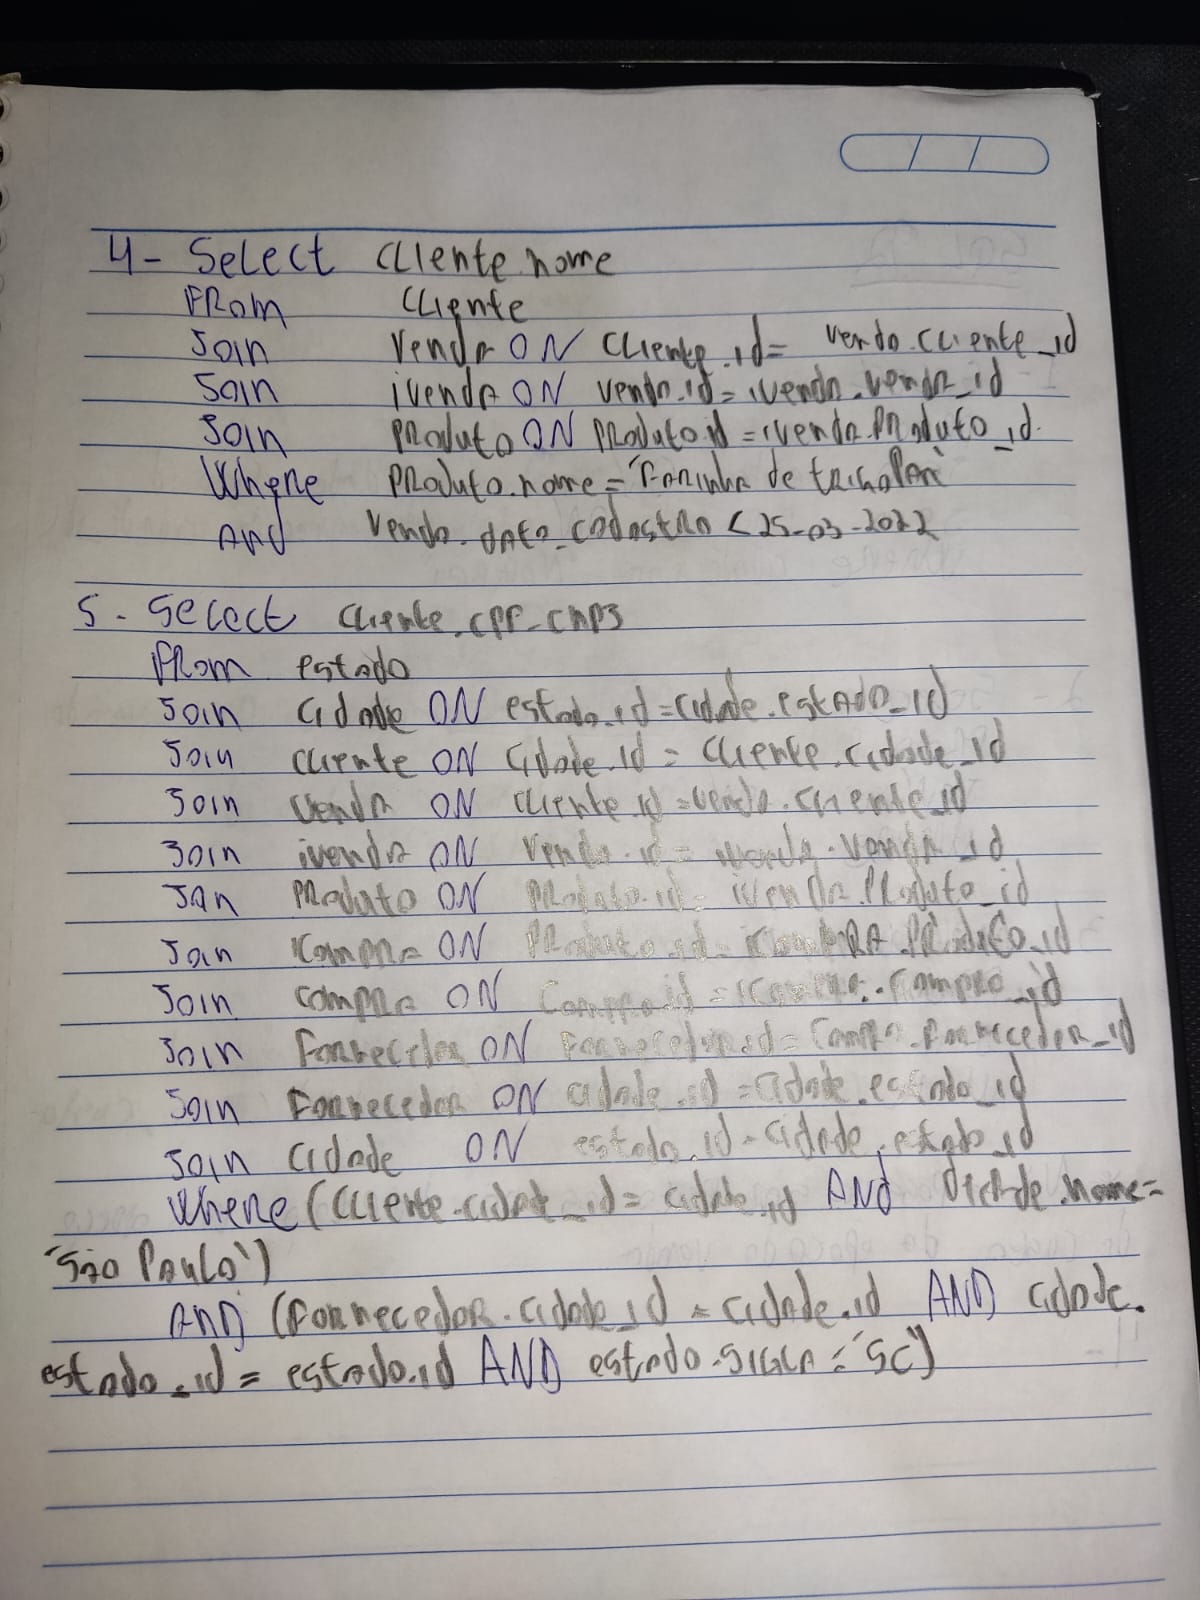 4- Select cliente.nome
From cliente
Join venda ON cliente.id = venda.cliente_id
Join ivenda ON venda.id = ivenda.venda_id
Join produto ON produto.id = ivenda.produto_id.
Where produto.nome = "Farinha de trigo
And venda.data_cadastro < 25-03-2022
5. Select cliente.cpf_cnpj
From estado
Join cidade ON estado.id = cidade.estado_id
Join cliente ON cidade.id = cliente.cidade_id
Join venda ON cliente.id = venda.cliente_id
Join ivenda ON venda.id = ivenda.venda_id
Join produto ON produto.id = ivenda.produto_id
Join icompra ON produto.id = icompra.produto_id
Join compra ON compra.id = icompra.compra_id
Join fornecedor ON fornecedor.id = compra.fornecedor_id
Join fornecedor ON cidade.id = cidade.estado_id
Join cidade ON estado.id = cidade.estado_id
Where (cliente.cidade_id = cidade.id AND .nome =
"São Paulo")
AND (fornecedor.cidade_id = cidade.id AND cidade.
estado_id = estado.id AND estado.sigla = "SC")